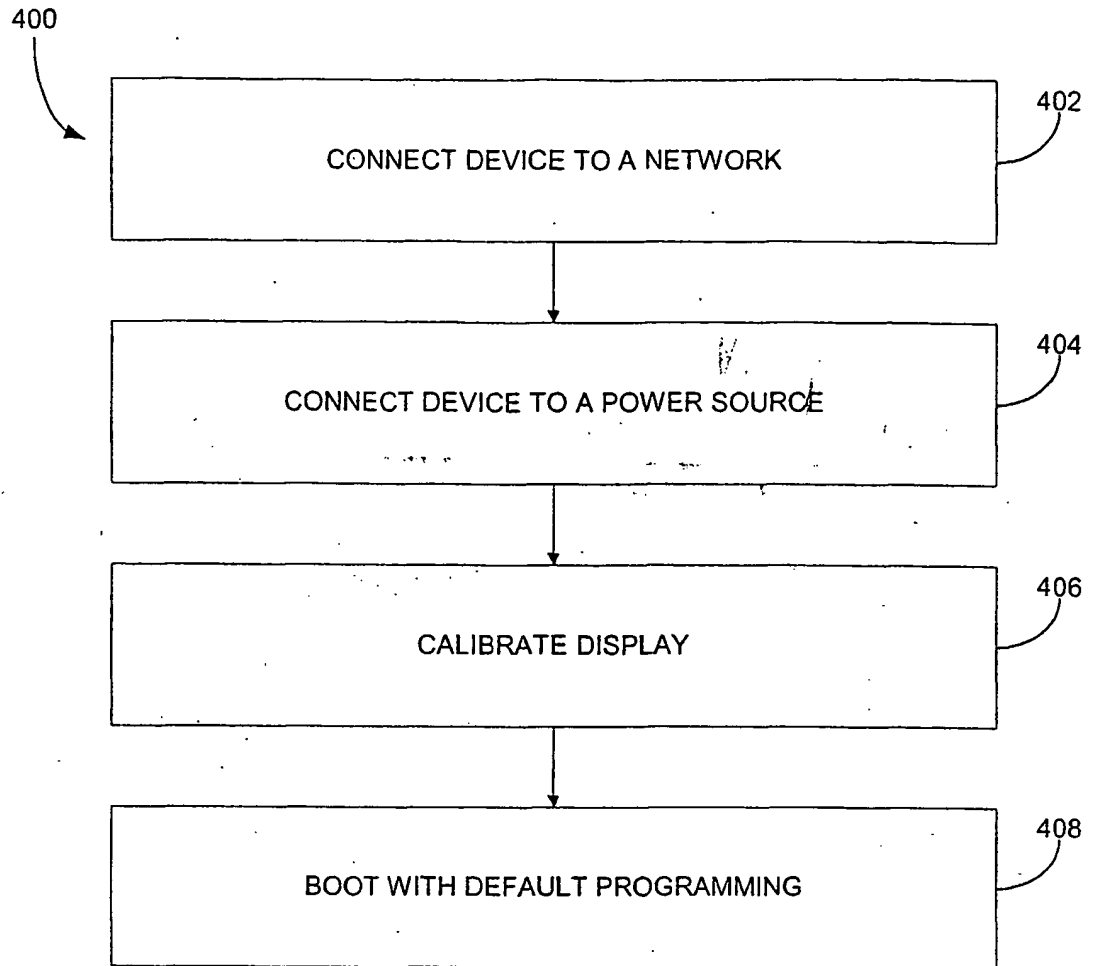 400
402
CONNECT DEVICE TO A NETWORK
404
CONNECT DEVICE TO A POWER SOURCE
406
CALIBRATE DISPLAY
408
BOOT WITH DEFAULT PROGRAMMING